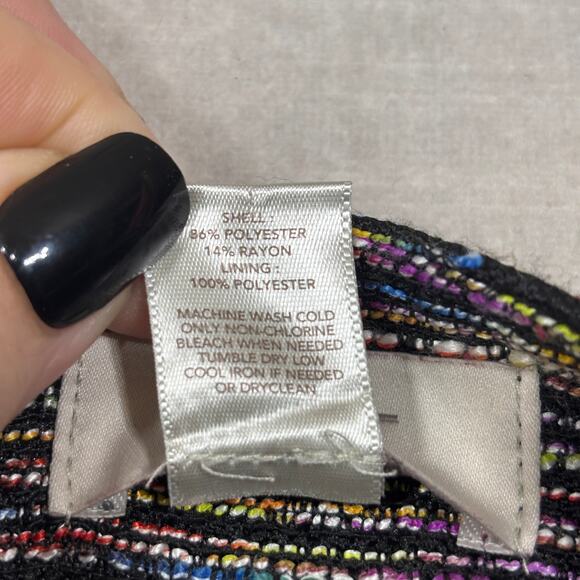 SHELL :
86% POLYESTER
14% RAYON
LINING :
100% POLYESTER
MACHINE WASH COLD
ONLY NON-CHLORINE
BLEACH WHEN NEEDED
TUMBLE DRY LOW
COOL IRON IF NEEDED
OR DRYCLEAN